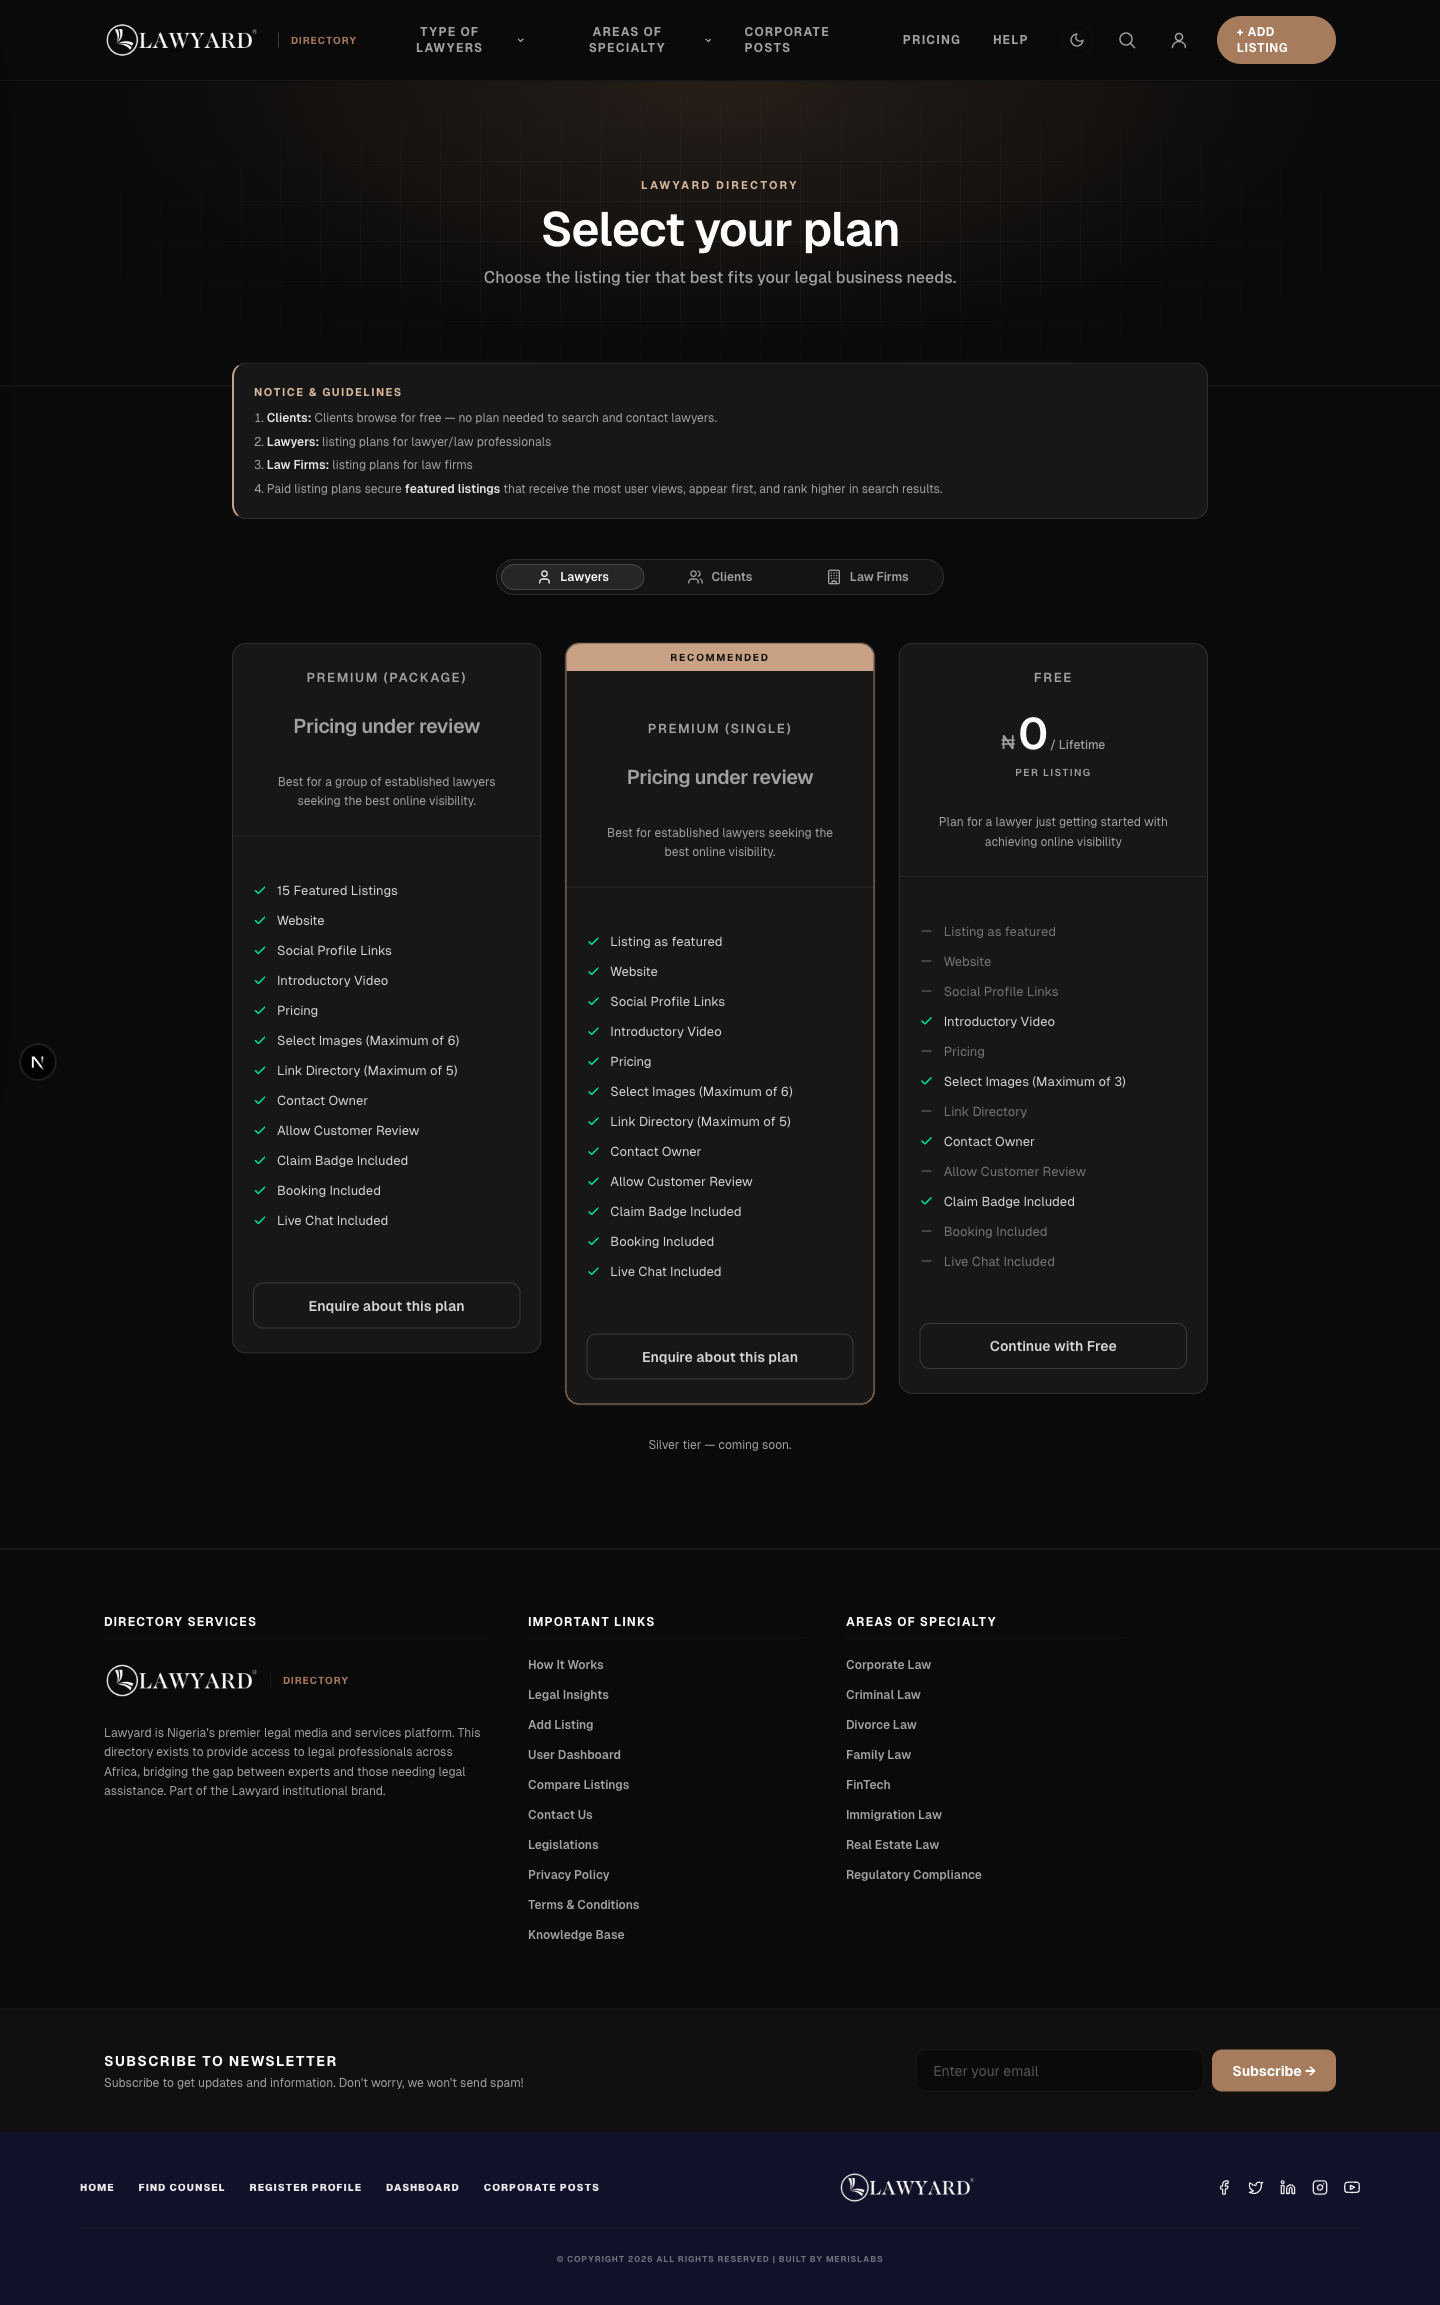 LAWYARD
DIRECTORY
TYPE OF
LAWYERS
AREAS OF
SPECIALTY
CORPORATE
POSTS
PRICING
HELP
+ ADD
LISTING
LAWYARD DIRECTORY
Select your plan
Choose the listing tier that best fits your legal business needs.
NOTICE & GUIDELINES
1. Clients: Clients browse for free — no plan needed to search and contact lawyers.
2. Lawyers: listing plans for lawyer/law professionals
3. Law Firms: listing plans for law firms
4. Paid listing plans secure featured listings that receive the most user views, appear first, and rank higher in search results.
Lawyers
Clients
Law Firms
PREMIUM (PACKAGE)
Pricing under review
Best for a group of established lawyers
seeking the best online visibility.
15 Featured Listings
Website
Social Profile Links
Introductory Video
Pricing
Select Images (Maximum of 6)
Link Directory (Maximum of 5)
Contact Owner
Allow Customer Review
Claim Badge Included
Booking Included
Live Chat Included
Enquire about this plan
RECOMMENDED
PREMIUM (SINGLE)
Pricing under review
Best for established lawyers seeking the
best online visibility.
Listing as featured
Website
Social Profile Links
Introductory Video
Pricing
Select Images (Maximum of 6)
Link Directory (Maximum of 5)
Contact Owner
Allow Customer Review
Claim Badge Included
Booking Included
Live Chat Included
Enquire about this plan
FREE
₦0 / Lifetime
PER LISTING
Plan for a lawyer just getting started with
achieving online visibility
Listing as featured
Website
Social Profile Links
Introductory Video
Pricing
Select Images (Maximum of 3)
Link Directory
Contact Owner
Allow Customer Review
Claim Badge Included
Booking Included
Live Chat Included
Continue with Free
Silver tier — coming soon.
N
DIRECTORY SERVICES
LAWYARD
DIRECTORY
Lawyard is Nigeria's premier legal media and services platform. This
directory exists to provide access to legal professionals across
Africa, bridging the gap between experts and those needing legal
assistance. Part of the Lawyard institutional brand.
IMPORTANT LINKS
How It Works
Legal Insights
Add Listing
User Dashboard
Compare Listings
Contact Us
Legislations
Privacy Policy
Terms & Conditions
Knowledge Base
AREAS OF SPECIALTY
Corporate Law
Criminal Law
Divorce Law
Family Law
FinTech
Immigration Law
Real Estate Law
Regulatory Compliance
SUBSCRIBE TO NEWSLETTER
Subscribe to get updates and information. Don't worry, we won't send spam!
Enter your email
Subscribe →
HOME
FIND COUNSEL
REGISTER PROFILE
DASHBOARD
CORPORATE POSTS
LAWYARD
© COPYRIGHT 2026 ALL RIGHTS RESERVED | BUILT BY MERISLABS